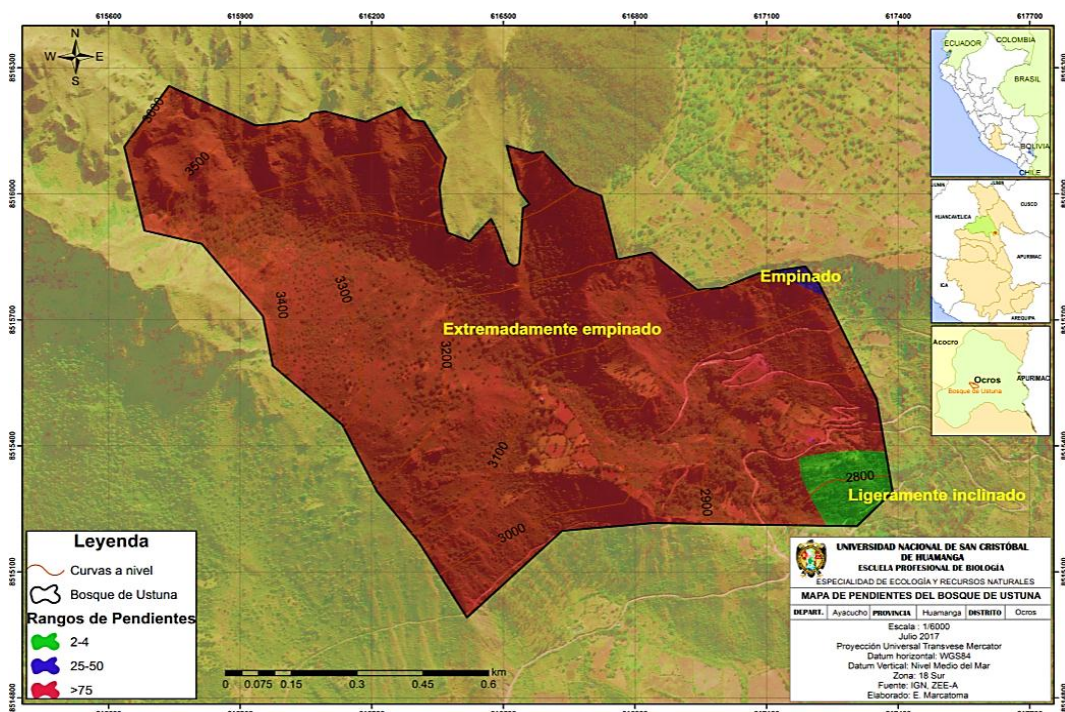 615600 615900 616200 616500 616800 617100 617400 617700
N
W E
S
8516300
8516000
8515700
8515400
8515100
8514800
3500
3400
3300
3200
3100
3000
2900
2800
Empinado
Extremadamente empinado
Ligeramente inclinado
ECUADOR
COLOMBIA
BRASIL
BOLIVIA
CHILE
JUNIN
JUNIN
CUSCO
HUANCAVELICA
APURIMAC
ICA
AREQUIPA
Acocro
Ocros
APURIMAC
Bosque de Ustuna
Leyenda
Curvas a nivel
Bosque de Ustuna
Rangos de Pendientes
2-4
25-50
>75
km
0 0.075 0.15 0.3 0.45 0.6
UNIVERSIDAD NACIONAL DE SAN CRISTÓBAL
DE HUAMANGA
ESCUELA PROFESIONAL DE BIOLOGÍA
ESPECIALIDAD DE ECOLOGÍA Y RECURSOS NATURALES
MAPA DE PENDIENTES DEL BOSQUE DE USTUNA
DEPART. Ayacucho PROVINCIA Huamanga DISTRITO Ocros
Escala : 1/6000
Julio 2017
Proyección Universal Transvese Mercator
Datum horizontal: WGS84
Datum Vertical: Nivel Medio del Mar
Zona: 18 Sur
Fuente: IGN, ZEE-A
Elaborado: E. Marcatoma